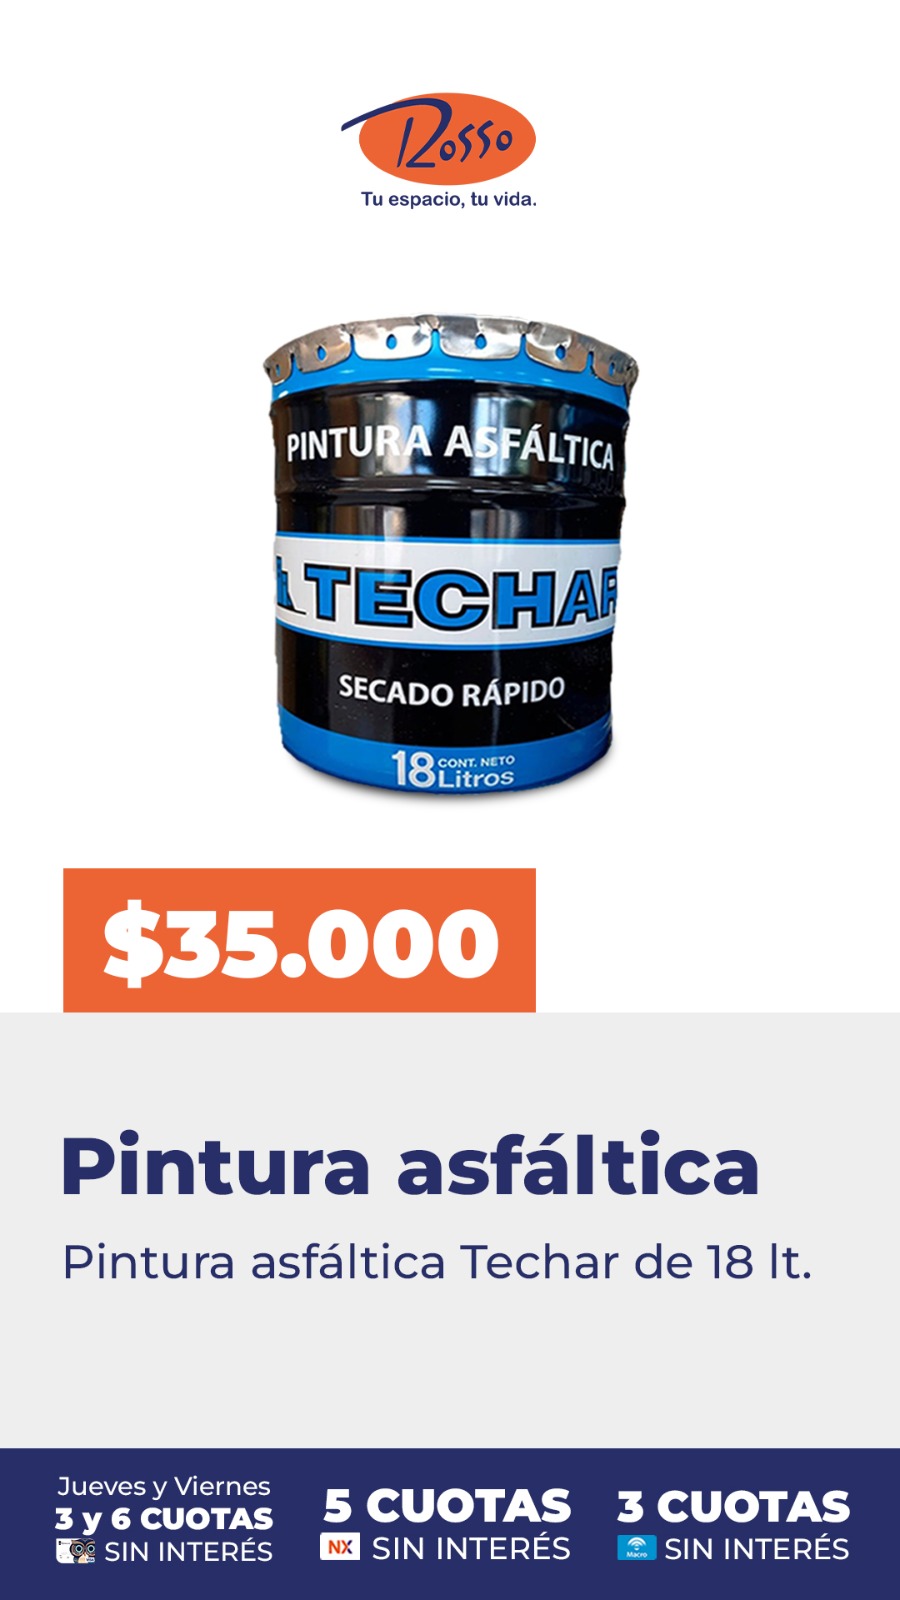 Rosso
Tu espacio, tu vida.
PINTURA ASFÁLTICA
TECHAR
SECADO RÁPIDO
18 CONT. NETO
Litros
$35.000
Pintura asfáltica
Pintura asfáltica Techar de 18 lt.
Jueves y Viernes
3 y 6 CUOTAS
SIN INTERÉS
5 CUOTAS
NX SIN INTERÉS
3 CUOTAS
Macro SIN INTERÉS